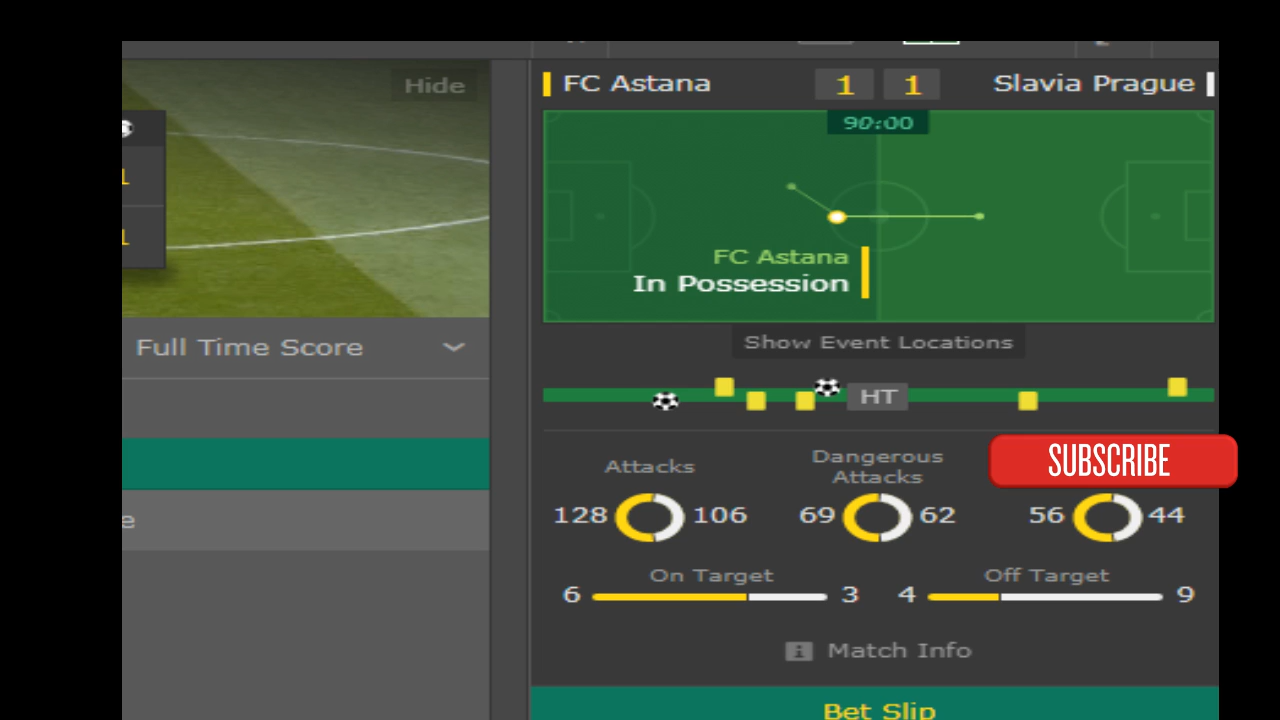 Hide
1
1
Full Time Score
e
FC Astana 1 1 Slavia Prague
90:00
FC Astana
In Possession
Show Event Locations
HT
Attacks
Dangerous
Attacks
SUBSCRIBE
128 106 69 62 56 44
On Target Off Target
6 3 4 9
i Match Info
Bet Slip